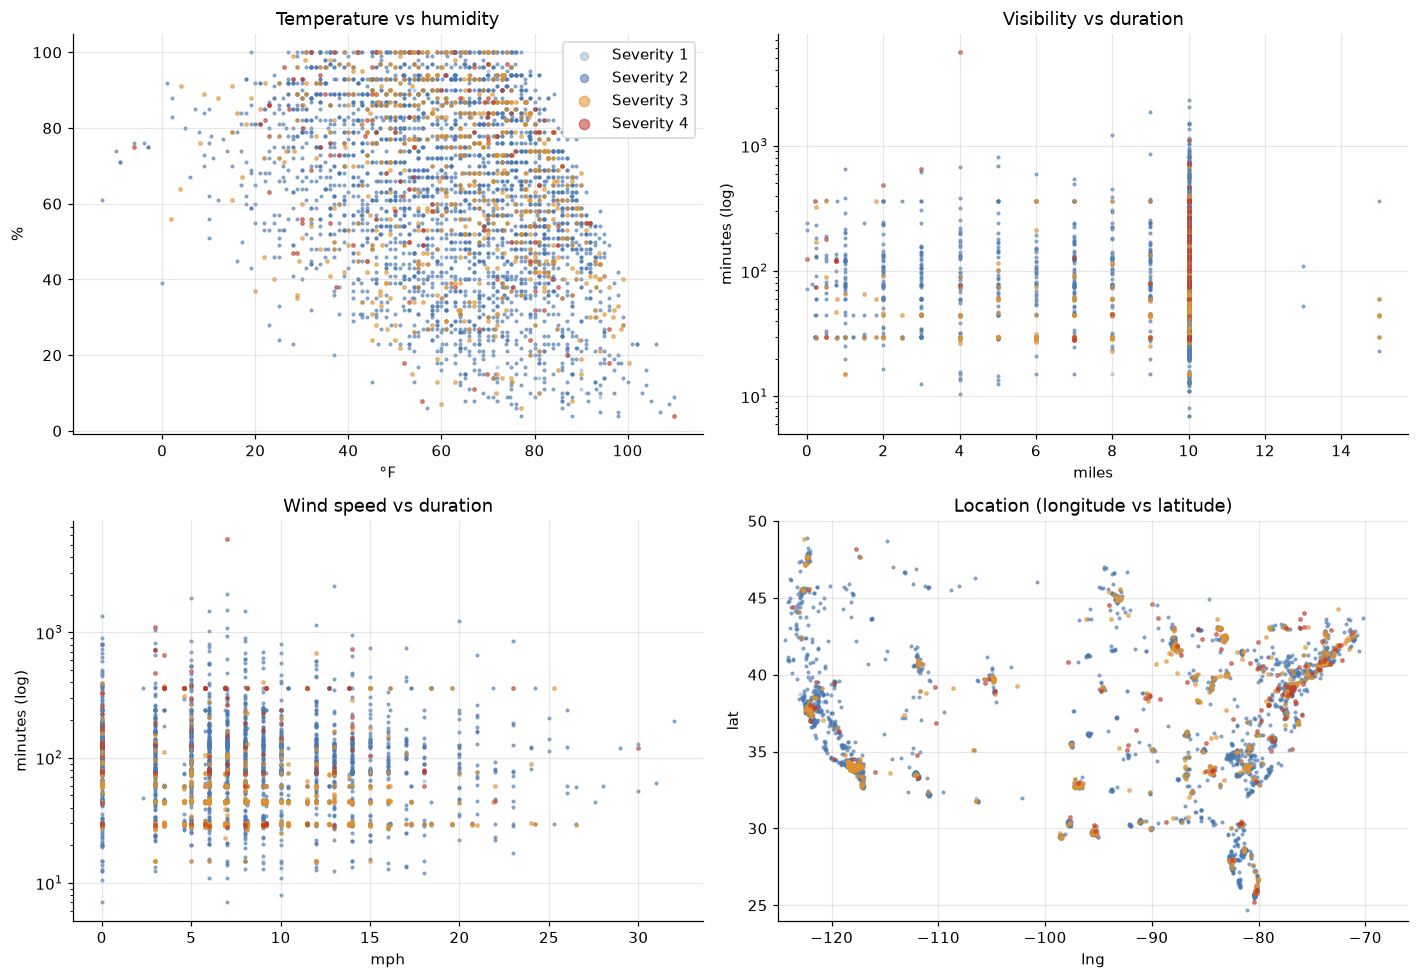 Temperature vs humidity
100
80
60
40
20
0
%
0 20 40 60 80 100
°F
Severity 1
Severity 2
Severity 3
Severity 4
Visibility vs duration
10³
10²
10¹
minutes (log)
0 2 4 6 8 10 12 14
miles
Wind speed vs duration
10³
10²
10¹
minutes (log)
0 5 10 15 20 25 30
mph
Location (longitude vs latitude)
50
45
40
35
30
25
lat
−120 −110 −100 −90 −80 −70
lng